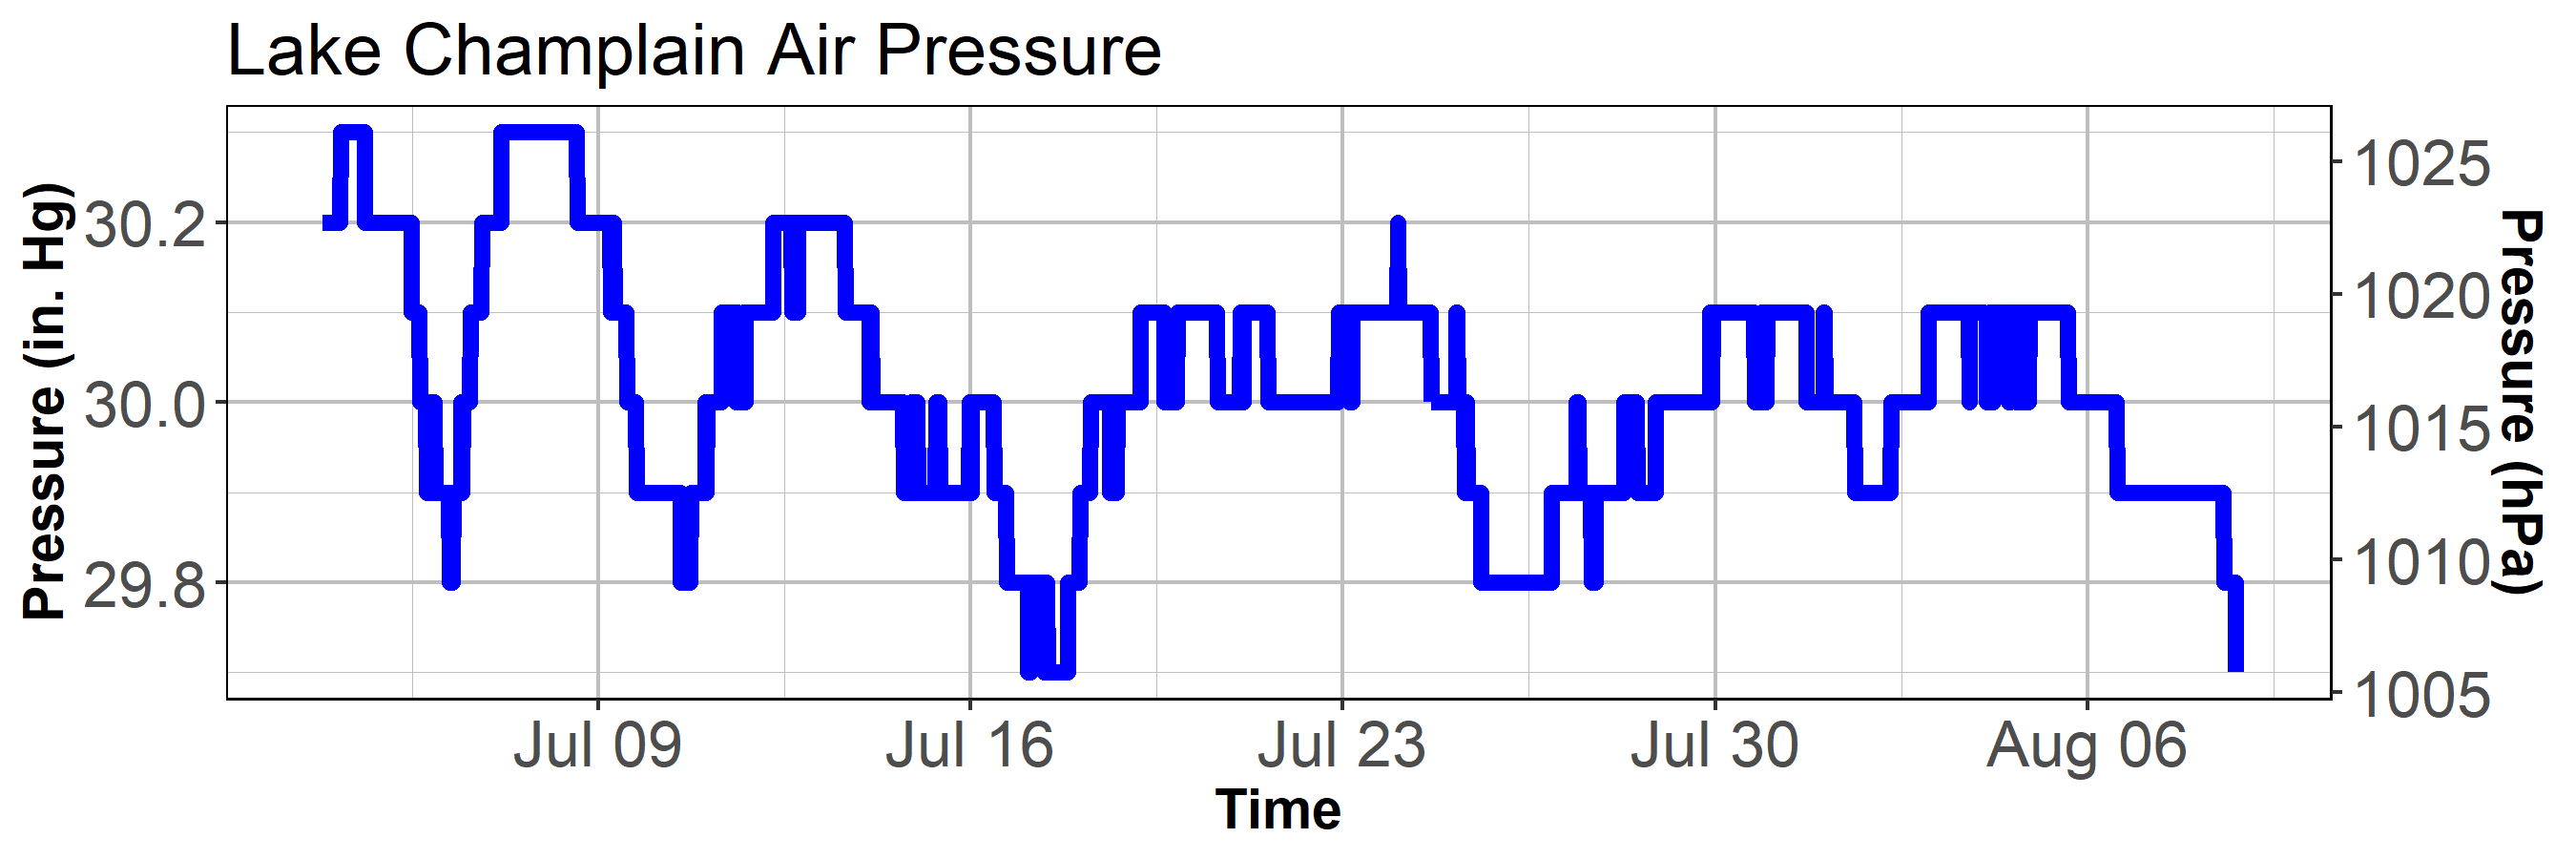 Lake Champlain Air Pressure
Pressure (in. Hg)
30.2
30.0
29.8
1025
1020
1015
1010
1005
Pressure (hPa)
Jul 09
Jul 16
Jul 23
Jul 30
Aug 06
Time